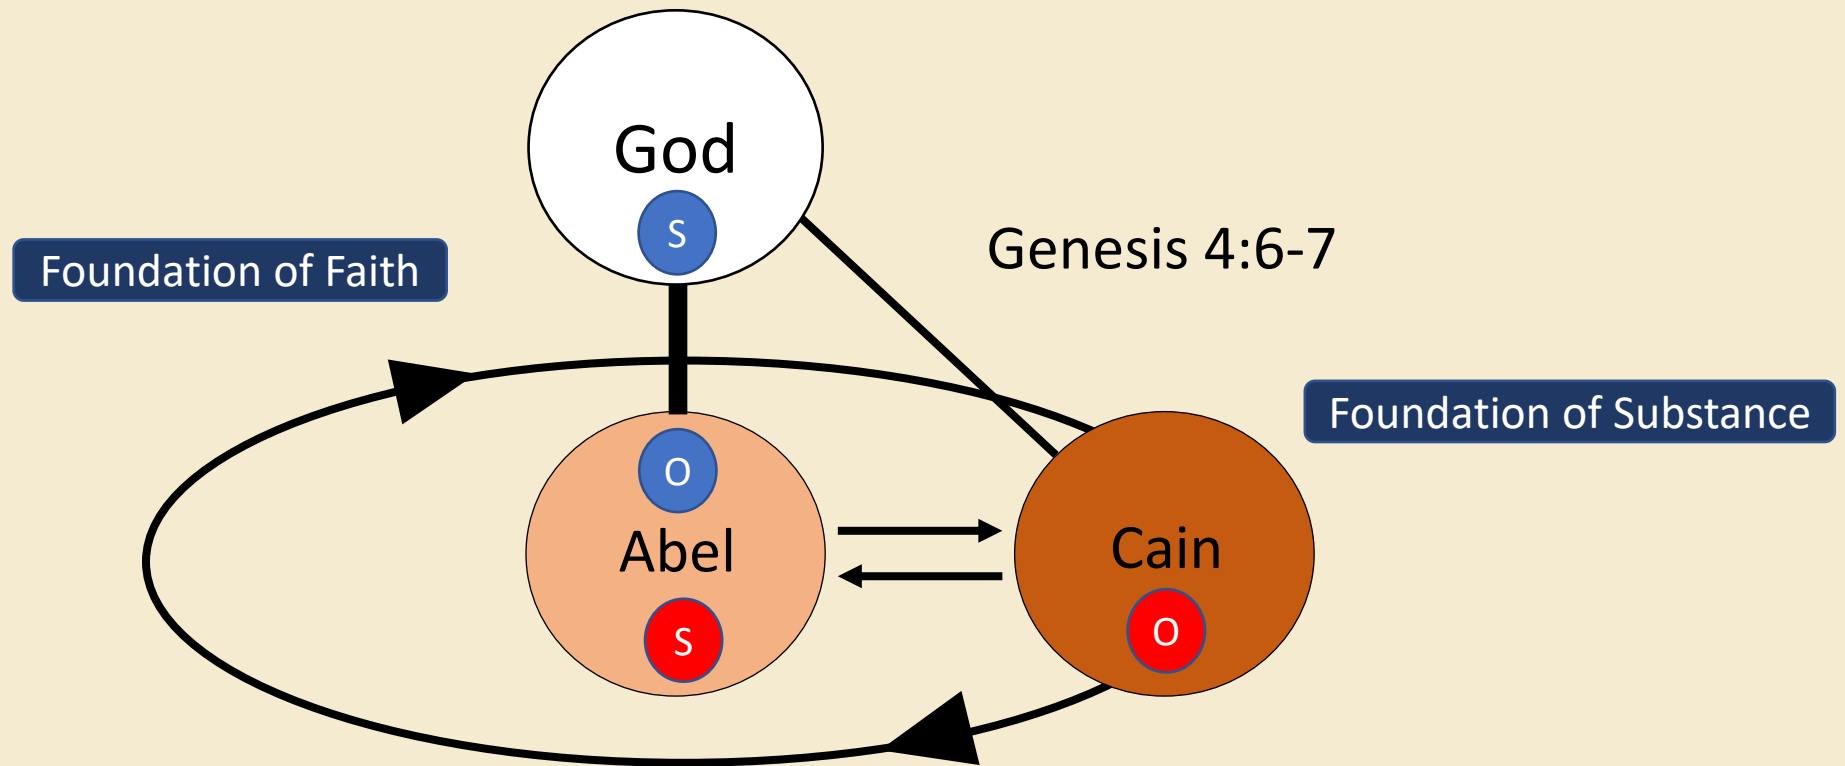 God
S
Genesis 4:6-7
Foundation of Faith
Foundation of Substance
O
Abel
Cain
S
O